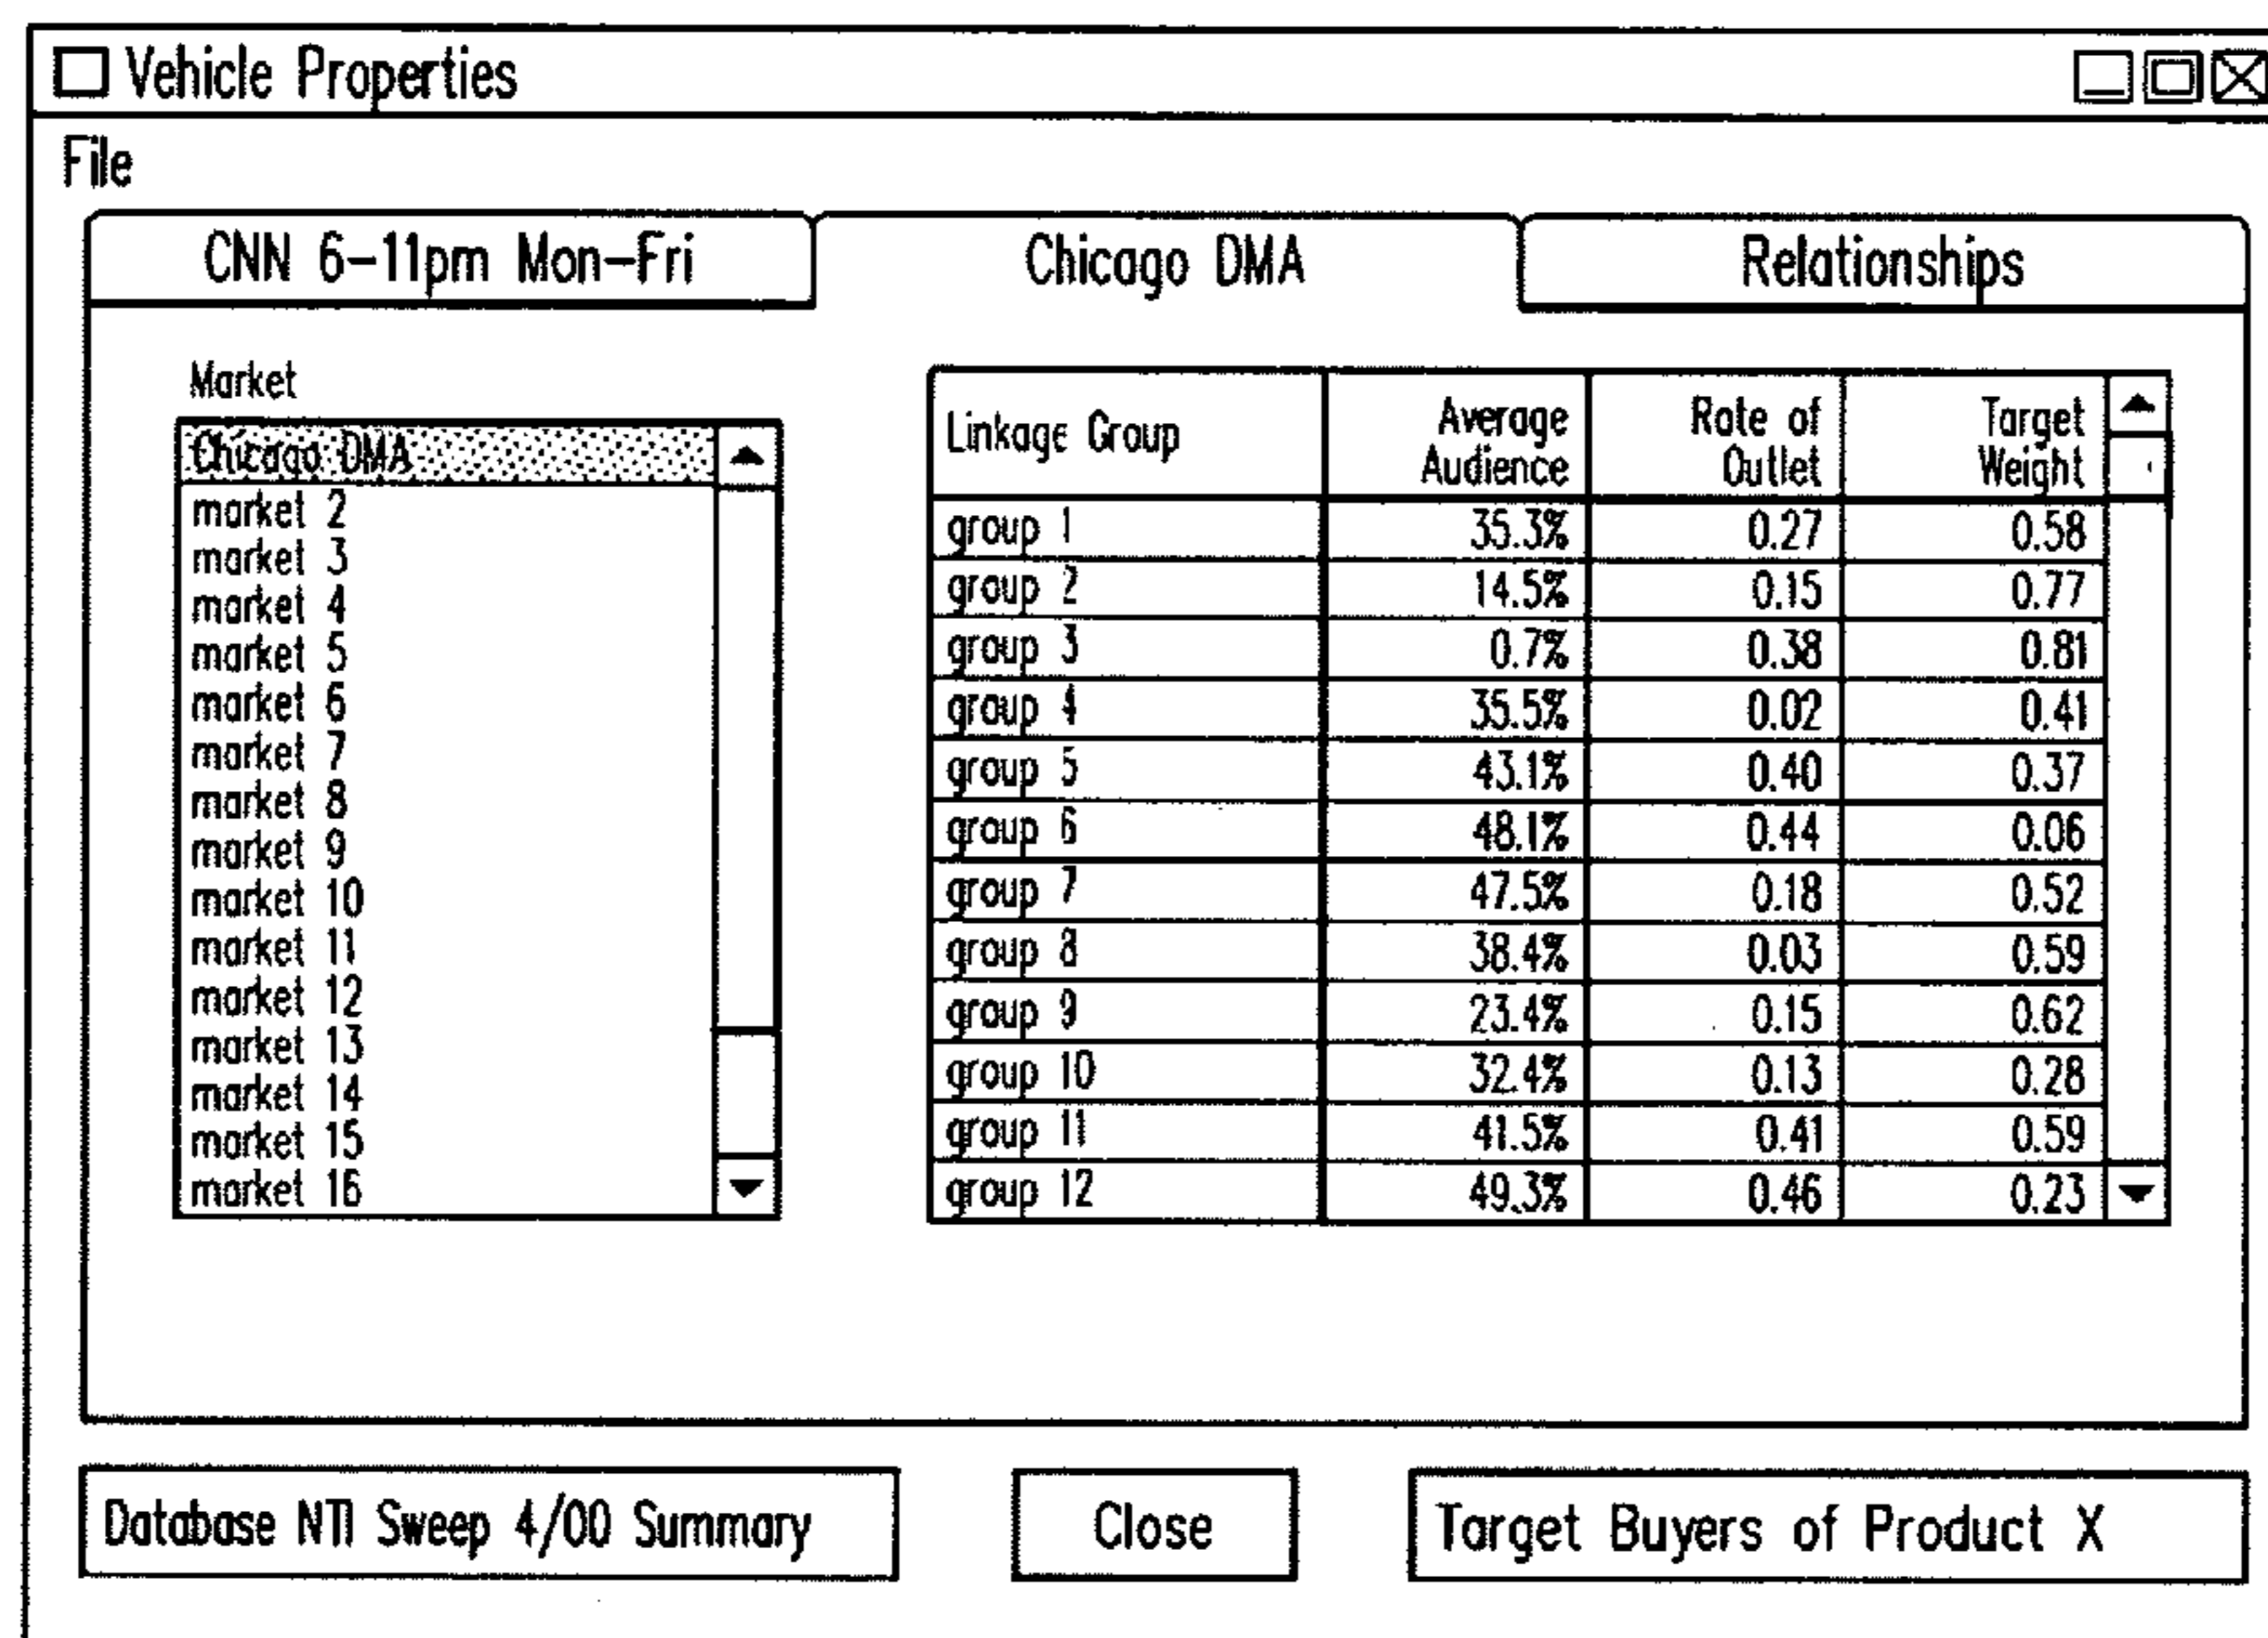 Vehicle Properties
File
CNN 6-11pm Mon-Fri Chicago DMA Relationships
Market
Chicago DMA
market 2
market 3
market 4
market 5
market 6
market 7
market 8
market 9
market 10
market 11
market 12
market 13
market 14
market 15
market 16
Linkage Group Average Audience Rate of Outlet Target Weight
group 1 35.3% 0.27 0.58
group 2 14.5% 0.15 0.77
group 3 0.7% 0.38 0.81
group 4 35.5% 0.02 0.41
group 5 43.1% 0.40 0.37
group 6 48.1% 0.44 0.06
group 7 47.5% 0.18 0.52
group 8 38.4% 0.03 0.59
group 9 23.4% 0.15 0.62
group 10 32.4% 0.13 0.28
group 11 41.5% 0.41 0.59
group 12 49.3% 0.46 0.23
Database NTI Sweep 4/00 Summary Close Target Buyers of Product X